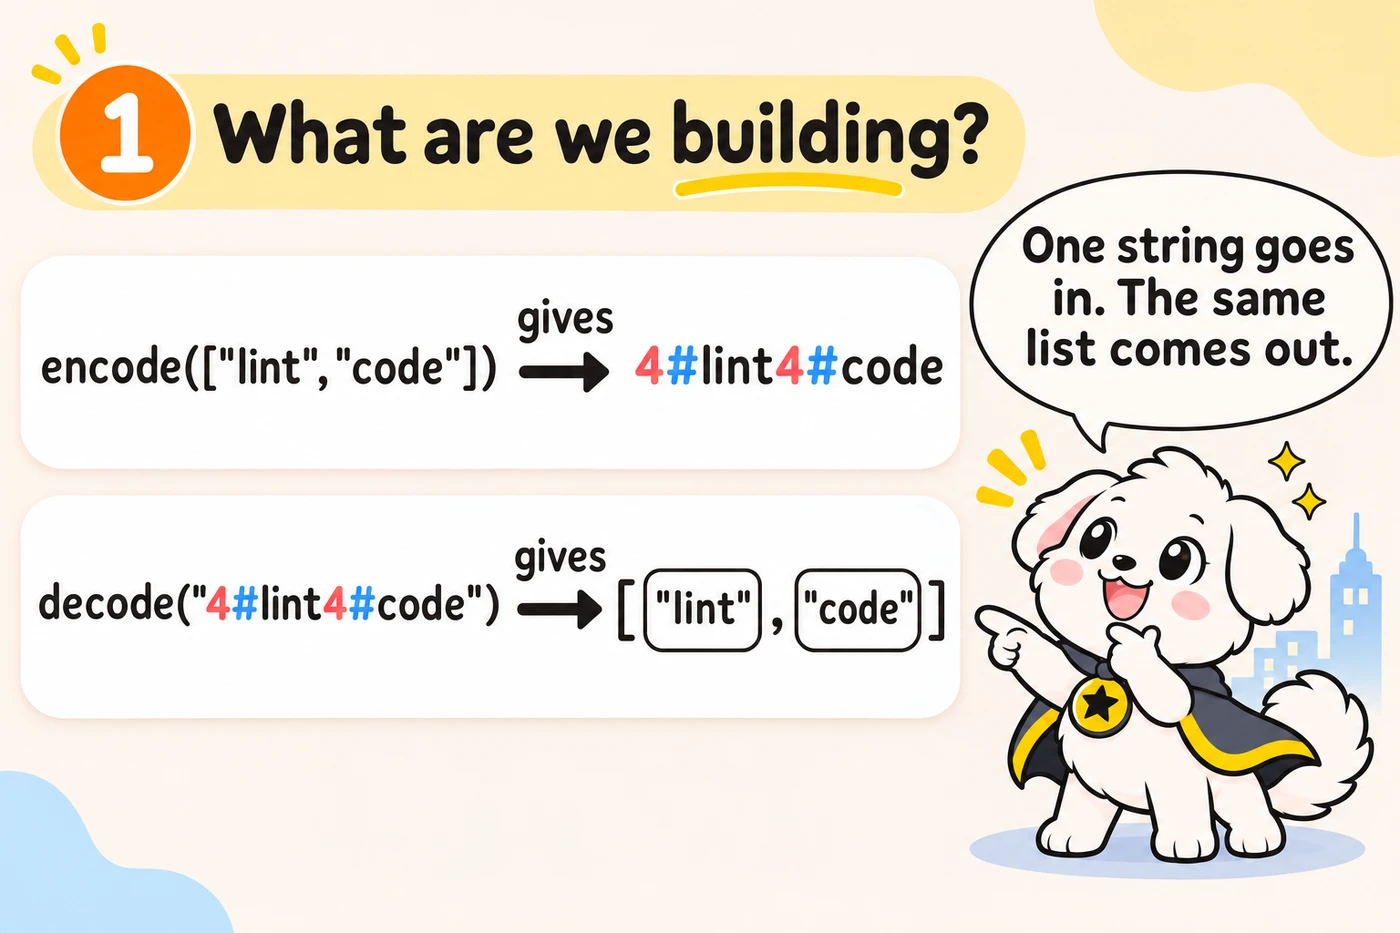 1 What are we building?
encode(["lint", "code"]) gives 4#lint4#code
decode("4#lint4#code") gives ["lint", "code"]
One string goes
in. The same
list comes out.